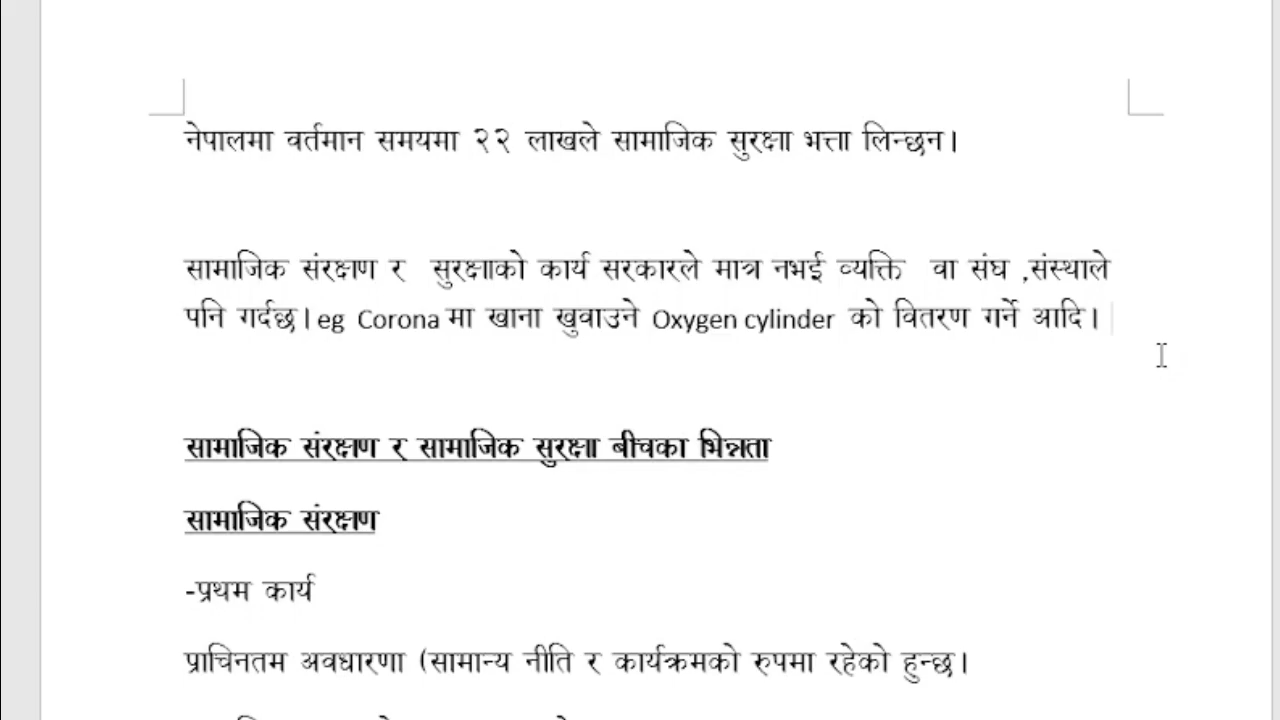 नेपालमा वर्तमान समयमा २२ लाखले सामाजिक सुरक्षा भत्ता लिन्छन।
सामाजिक संरक्षण र सुरक्षाको कार्य सरकारले मात्र नभई व्यक्ति वा संघ ,संस्थाले
पनि गर्दछ। eg Corona मा खाना खुवाउने Oxygen cylinder को वितरण गर्ने आदि।
सामाजिक संरक्षण र सामाजिक सुरक्षा बीचका भिन्नता
सामाजिक संरक्षण
-प्रथम कार्य
प्राचिनतम अवधारणा (सामान्य नीति र कार्यक्रमको रुपमा रहेको हुन्छ।